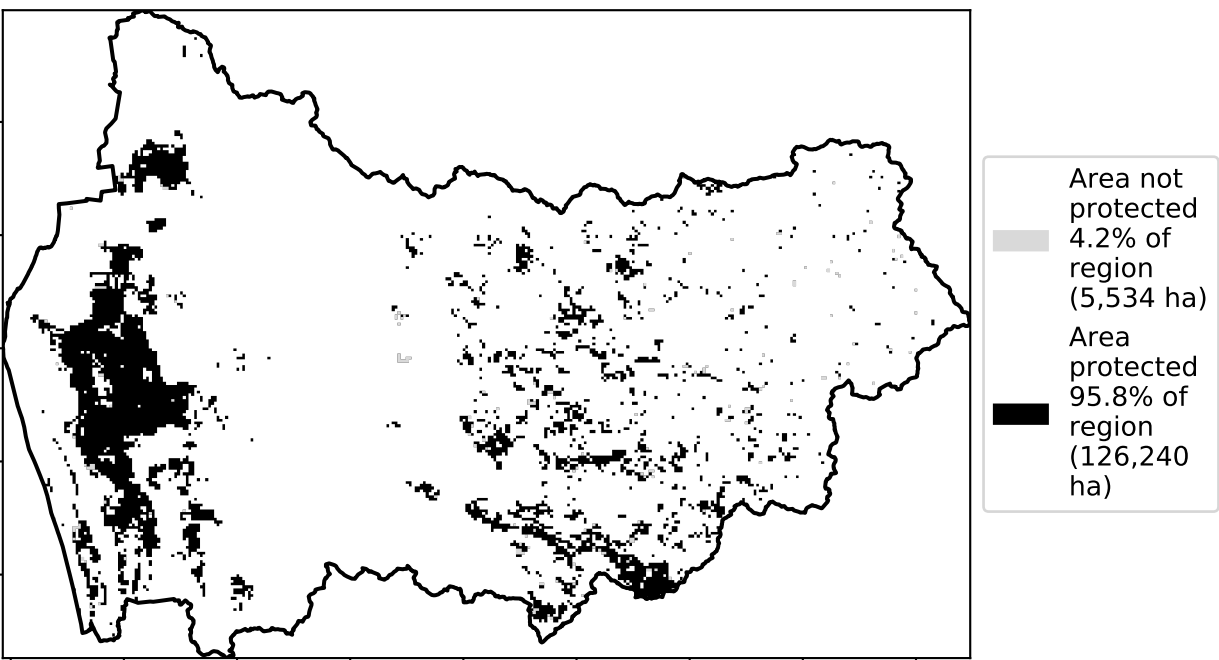 Area not
protected
4.2% of
region
(5,534 ha)
Area
protected
95.8% of
region
(126,240
ha)